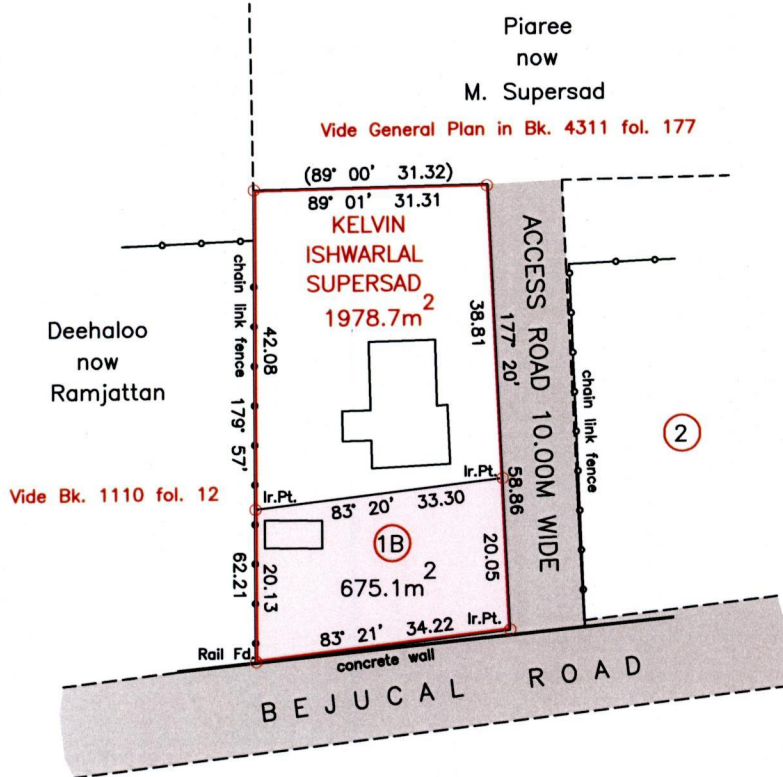 Piaree
now
M. Supersad
Vide General Plan in Bk. 4311 fol. 177
(89° 00' 31.32)
89° 01' 31.31
KELVIN
ISHWARLAL
SUPERSAD
1978.7m²
ACCESS ROAD 10.00M WIDE
chain link fence
42.08
179° 57'
38.81
177° 20'
58.86
chain link fence
Deehaloo
now
Ramjattan
2
Vide Bk. 1110 fol. 12
Ir.Pt.
Ir.Pt.
83° 20' 33.30
1B
675.1m²
62.21
20.13
20.05
83° 21' 34.22
Ir.Pt.
Rail Fd.
concrete wall
BEJUCAL ROAD